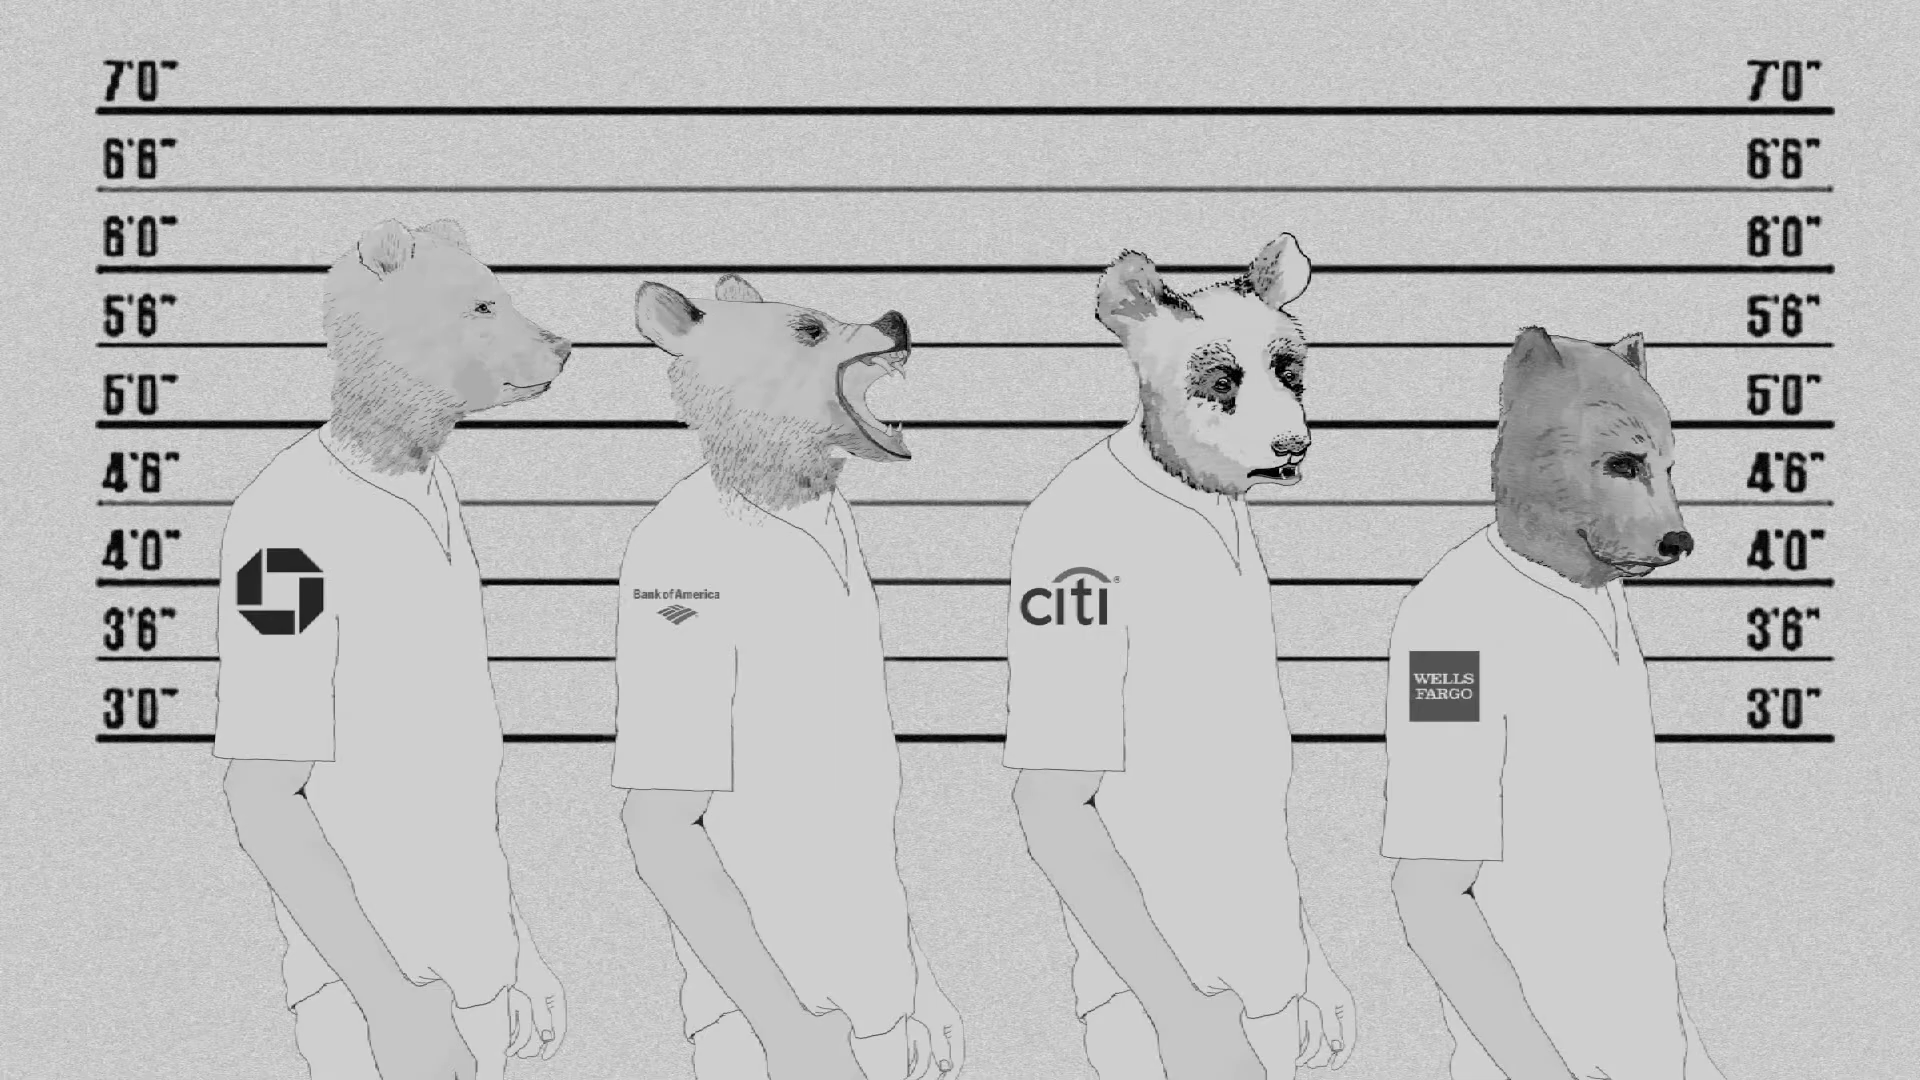 7'0" 7'0"
6'6" 6'6"
6'0" 6'0"
5'6" 5'6"
5'0" 5'0"
4'6" 4'6"
4'0" 4'0"
3'6" 3'6"
3'0" 3'0"
Bank of America
citi®
WELLS
FARGO